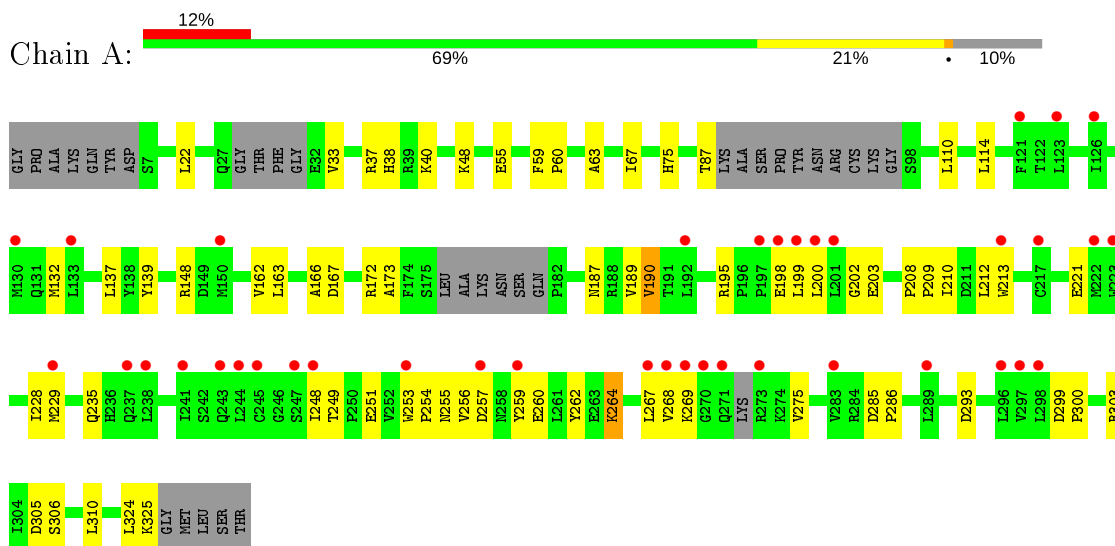 12%
Chain A:
69% 21% • 10%
GLY PRO ALA LYS GLN TYR ASP S7 L22 Q27 GLY THR PHE GLY E32 V33 R37 H38 R39 K40 K48 E55 F59 P60 A63 I67 H75 T87 LYS ALA SER PRO TYR ASN ARG CYS LYS GLY S98 L110 L114 F121 T122 L123 I126
M130 Q131 M132 L133 L137 Y138 Y139 R148 D149 M150 V162 L163 A166 D167 R172 A173 F174 S175 LEU ALA LYS ASN SER GLN P182 N187 R188 V189 V190 T191 L192 R195 P196 P197 E198 L199 L200 L201 G202 E203 P208 P209 I210 D211 L212 W213 C217 E221 M222 W223
I228 M229 Q235 H236 Q237 L238 I241 S242 Q243 L244 C245 G246 S247 I248 T249 P250 E251 V252 W253 P254 N255 V256 D257 N258 Y259 E260 L261 Y262 E263 K264 L267 V268 K269 G270 Q271 LYS R273 K274 V275 V283 R284 D285 P286 L289 D293 L296 V297 L298 D299 P300
I304 D305 S306 L310 L324 K325 GLY MET LEU SER THR